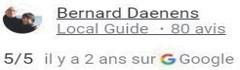 Bernard Daenens
Local Guide · 80 avis
5/5 il y a 2 ans sur Google